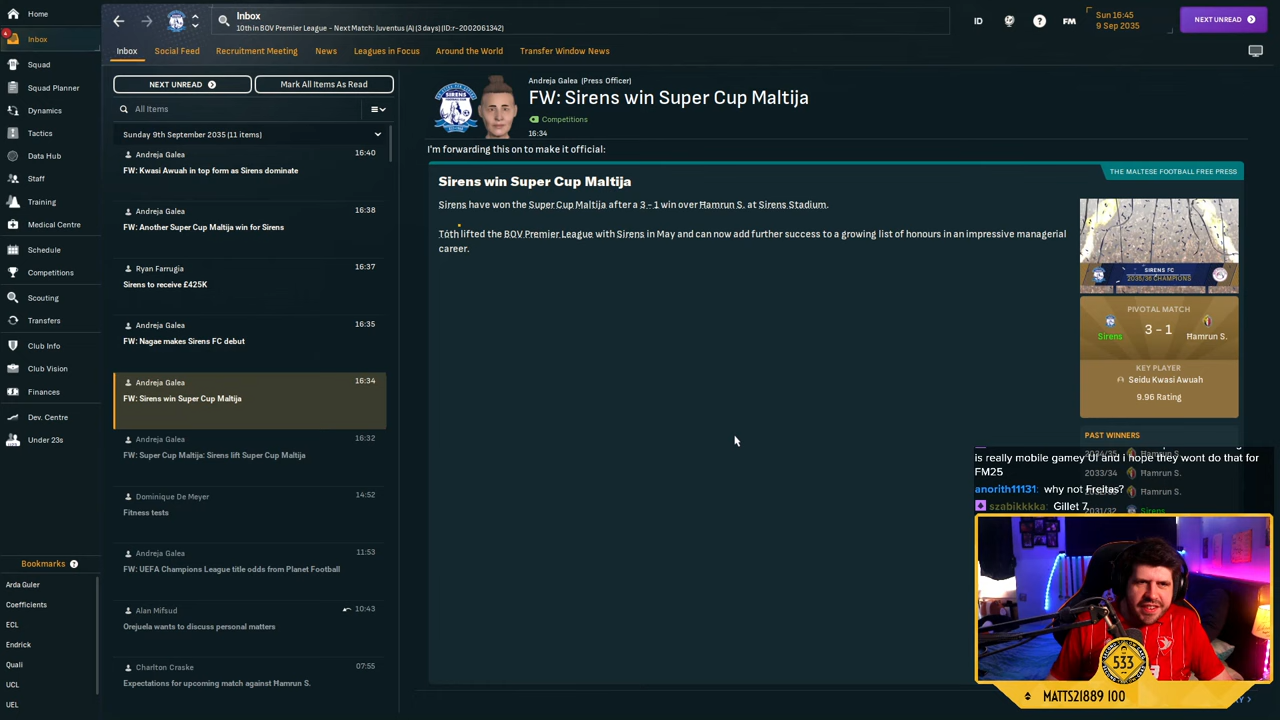 Home
Inbox
Squad
Squad Planner
Dynamics
Tactics
Data Hub
Staff
Training
Medical Centre
Schedule
Competitions
Scouting
Transfers
Club Info
Club Vision
Finances
Dev. Centre
Under 23s
Bookmarks ?
Arda Guler
Coefficients
ECL
Endrick
Quali
UCL
UEL
Inbox
10th in BOV Premier League - Next Match: Juventus (A) (3 days) (ID:r-2002061342)
ID
?
FM
Sun 16:45
9 Sep 2035
NEXT UNREAD
Inbox
Social Feed
Recruitment Meeting
News
Leagues in Focus
Around the World
Transfer Window News
NEXT UNREAD
Mark All Items As Read
All Items
Sunday 9th September 2035 (11 items)
Andreja Galea 16:40
FW: Kwasi Awuah in top form as Sirens dominate
Andreja Galea 16:38
FW: Another Super Cup Maltija win for Sirens
Ryan Farrugia 16:37
Sirens to receive £425K
Andreja Galea 16:35
FW: Nagae makes Sirens FC debut
Andreja Galea 16:34
FW: Sirens win Super Cup Maltija
Andreja Galea 16:32
FW: Super Cup Maltija: Sirens lift Super Cup Maltija
Dominique De Meyer 14:52
Fitness tests
Andreja Galea 11:53
FW: UEFA Champions League title odds from Planet Football
Alan Mifsud 10:43
Orejuela wants to discuss personal matters
Charlton Craske 07:55
Expectations for upcoming match against Hamrun S.
SIRENS
Andreja Galea (Press Officer)
FW: Sirens win Super Cup Maltija
Competitions
16:34
I'm forwarding this on to make it official:
THE MALTESE FOOTBALL FREE PRESS
Sirens win Super Cup Maltija
Sirens have won the Super Cup Maltija after a 3 - 1 win over Hamrun S. at Sirens Stadium.
Tóth lifted the BOV Premier League with Sirens in May and can now add further success to a growing list of honours in an impressive managerial
career.
SIRENS FC
2035/36 CHAMPIONS
PIVOTAL MATCH
3 - 1
Sirens
Hamrun S.
KEY PLAYER
Seidu Kwasi Awuah
9.96 Rating
PAST WINNERS
Hamrun S.
2033/34 Hamrun S.
Hamrun S.
2031/32 Sirens
is really mobile gamey UI and i hope they wont do that for
FM25
anorith11131: why not Freitas?
szabikkkka: Gillet 7.
533
MATTS21889 100